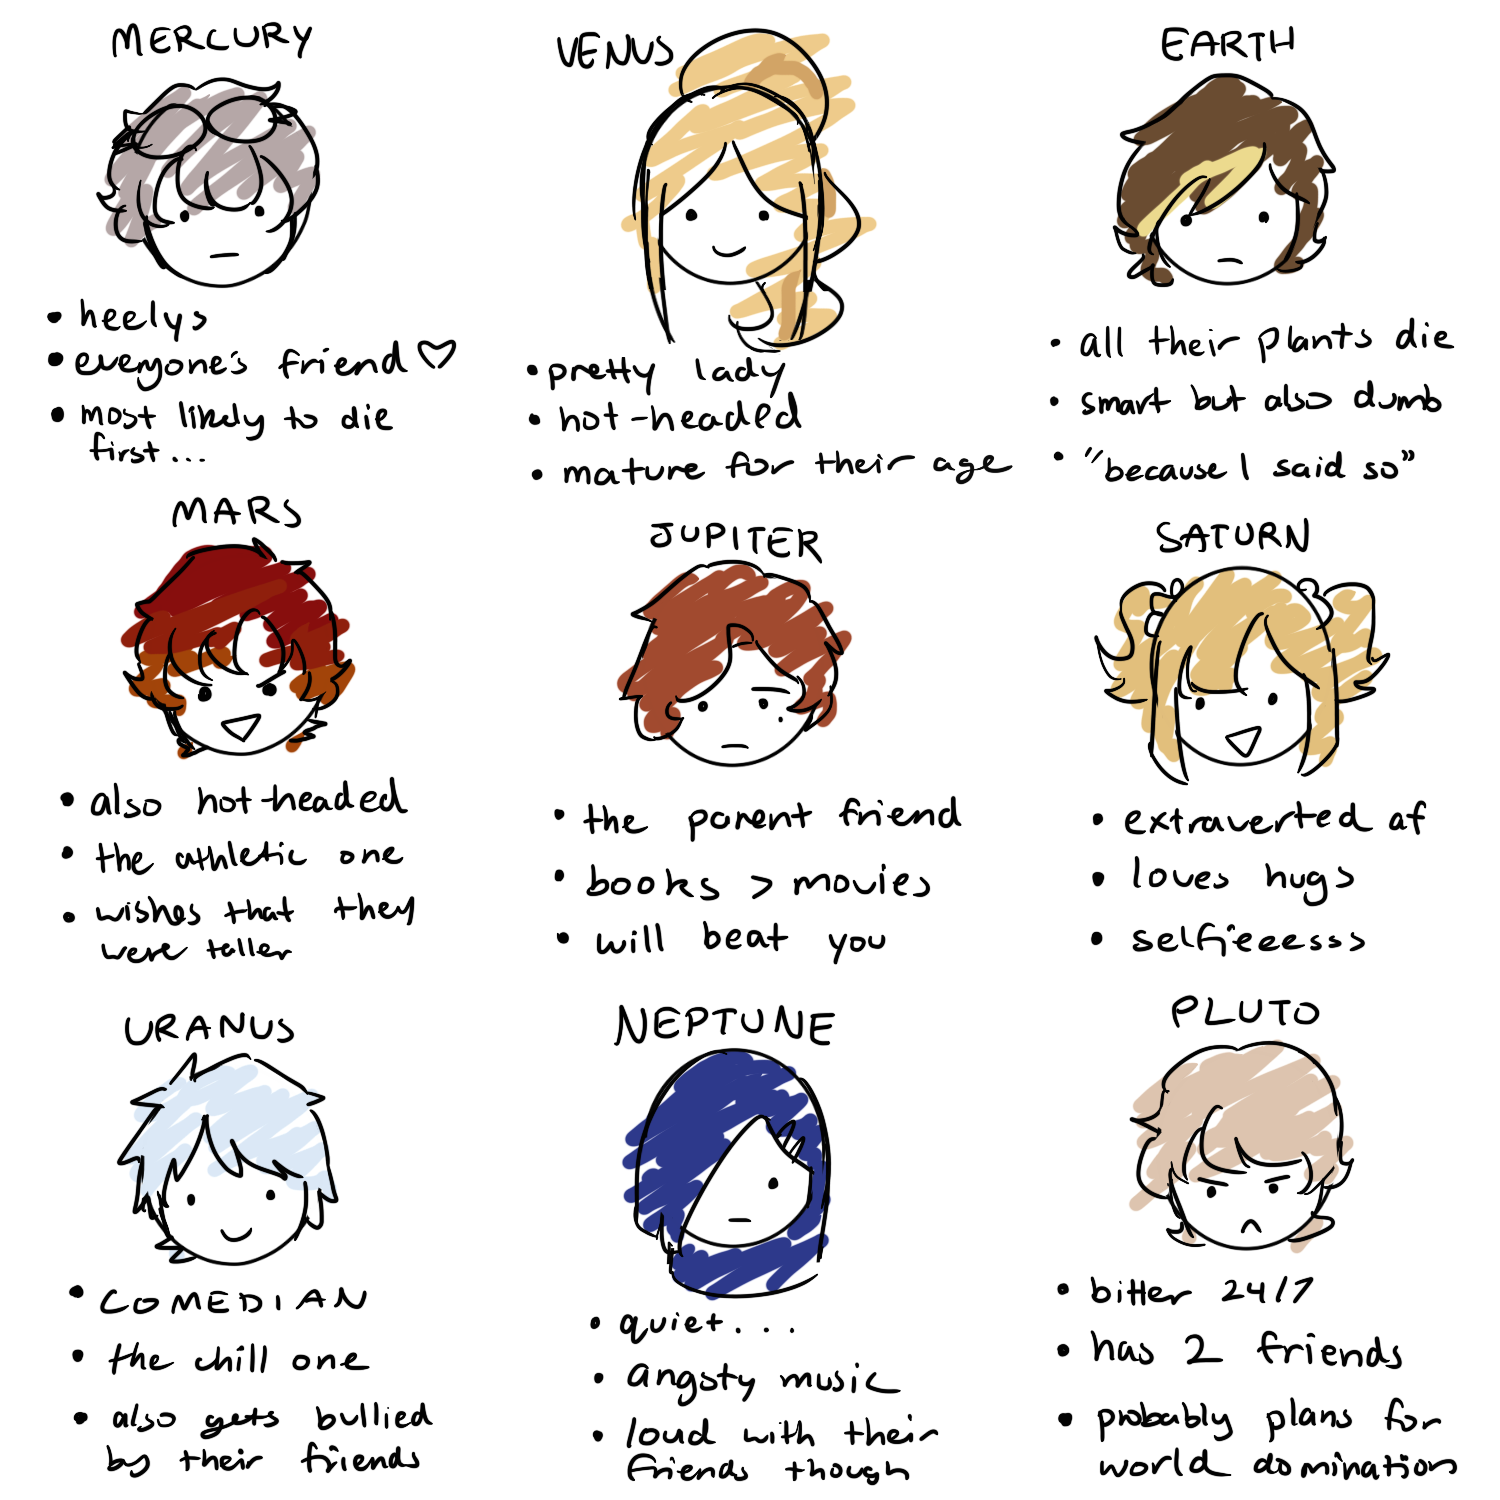 MERCURY
• heelys
• everyone's friend ♡
• most likely to die
first...
VENUS
• pretty lady
• hot-headed
• mature for their age
EARTH
• all their plants die
• smart but also dumb
• "because I said so"
MARS
• also hot-headed
• the athletic one
• wishes that they
were taller
JUPITER
• the parent friend
• books > movies
• will beat you
SATURN
• extraverted af
• loves hugs
• selfieeesss
URANUS
• COMEDIAN
• the chill one
• also gets bullied
by their friends
NEPTUNE
• quiet...
• angsty music
• loud with their
friends though
PLUTO
• bitter 24/7
• has 2 friends
• probably plans for
world domination